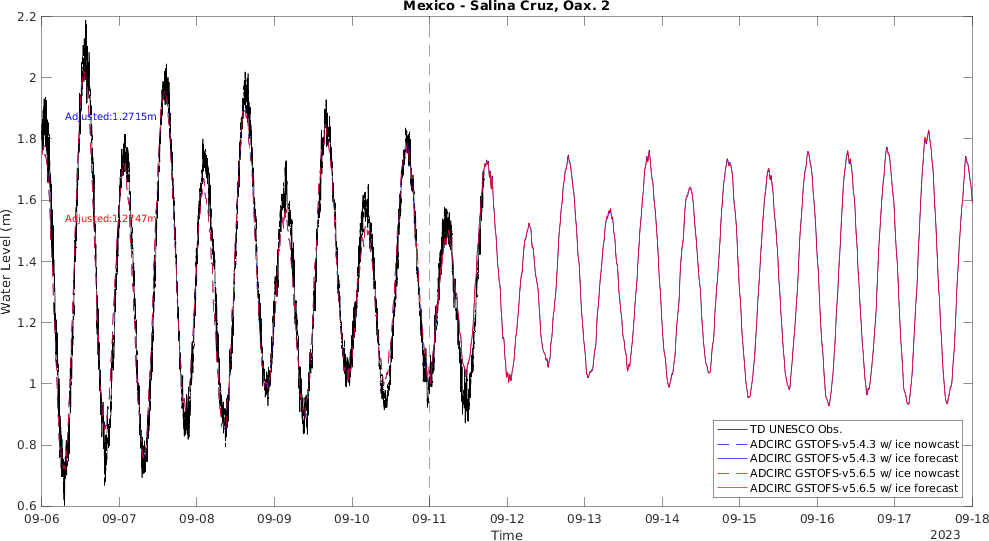 Mexico - Salina Cruz, Oax. 2
Water Level (m)
2.2
2
1.8
1.6
1.4
1.2
1
0.8
0.6
Adjusted:1.2715m
Adjusted:1.2747m
TD UNESCO Obs.
ADCIRC GSTOFS-v5.4.3 w/ ice nowcast
ADCIRC GSTOFS-v5.4.3 w/ ice forecast
ADCIRC GSTOFS-v5.6.5 w/ ice nowcast
ADCIRC GSTOFS-v5.6.5 w/ ice forecast
09-06 09-07 09-08 09-09 09-10 09-11 09-12 09-13 09-14 09-15 09-16 09-17 09-18
Time
2023